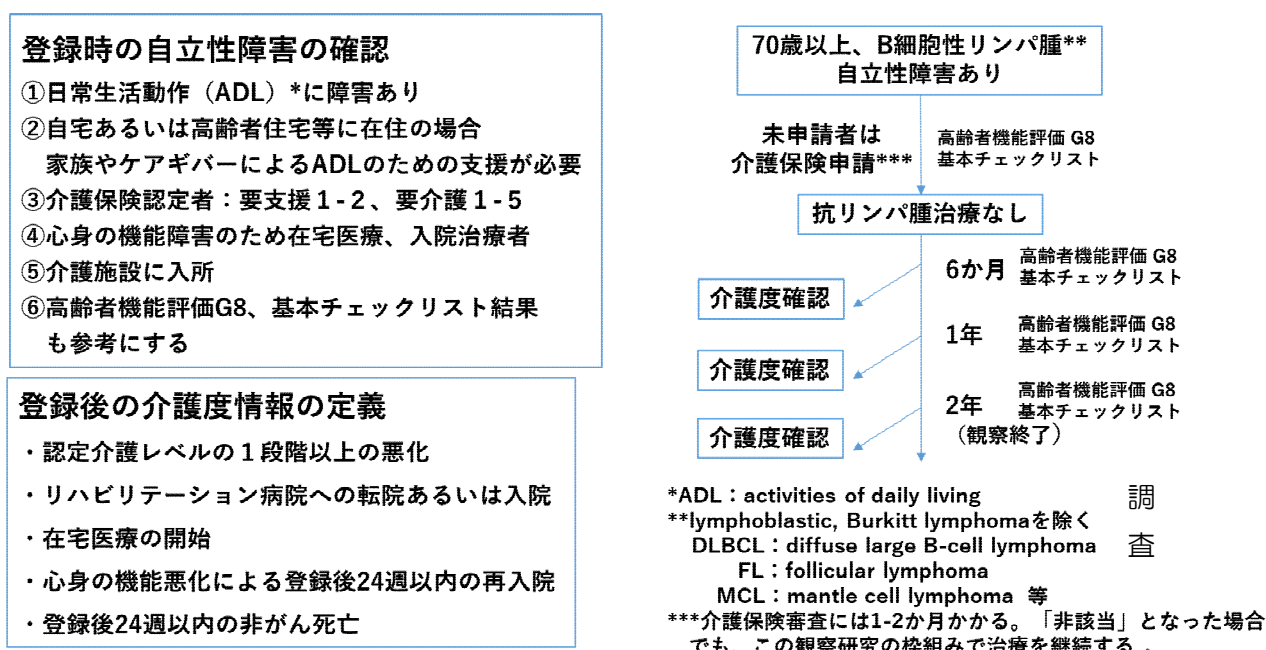 登録時の自立性障害の確認
①日常生活動作（ADL）*に障害あり
②自宅あるいは高齢者住宅等に在住の場合
家族やケアギバーによるADLのための支援が必要
③介護保険認定者：要支援１-２、要介護１-５
④心身の機能障害のため在宅医療、入院治療者
⑤介護施設に入所
⑥高齢者機能評価G8、基本チェックリスト結果
も参考にする
登録後の介護度情報の定義
・認定介護レベルの１段階以上の悪化
・リハビリテーション病院への転院あるいは入院
・在宅医療の開始
・心身の機能悪化による登録後24週以内の再入院
・登録後24週以内の非がん死亡
70歳以上、B細胞性リンパ腫**
自立性障害あり
未申請者は
介護保険申請***
高齢者機能評価 G8
基本チェックリスト
抗リンパ腫治療なし
6か月
高齢者機能評価 G8
基本チェックリスト
介護度確認
1年
高齢者機能評価 G8
基本チェックリスト
介護度確認
2年
（観察終了）
高齢者機能評価 G8
基本チェックリスト
介護度確認
*ADL：activities of daily living
**lymphoblastic, Burkitt lymphomaを除く
DLBCL：diffuse large B-cell lymphoma
FL：follicular lymphoma
MCL：mantle cell lymphoma 等
調
査
***介護保険審査には1-2か月かかる。「非該当」となった場合
でも、この観察研究の枠組みで治療を継続する。